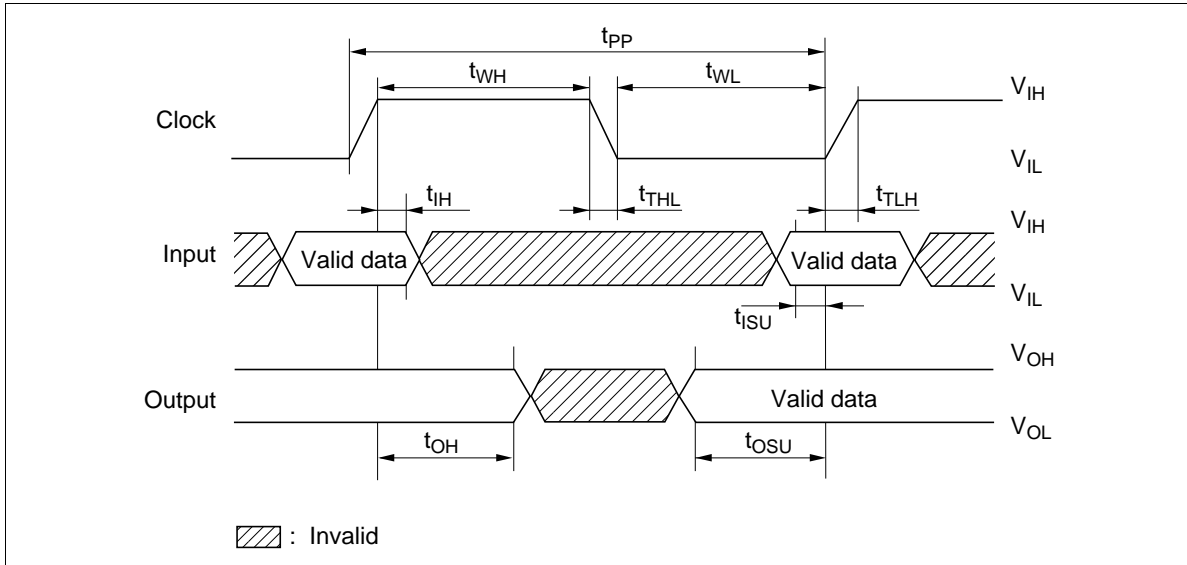 tPP
tWH tWL
Clock VIH
VIL
tIH tTHL tTLH
Input Valid data Valid data VIH
VIL
tISU
VOH
Output Valid data
VOL
tOH tOSU
: Invalid